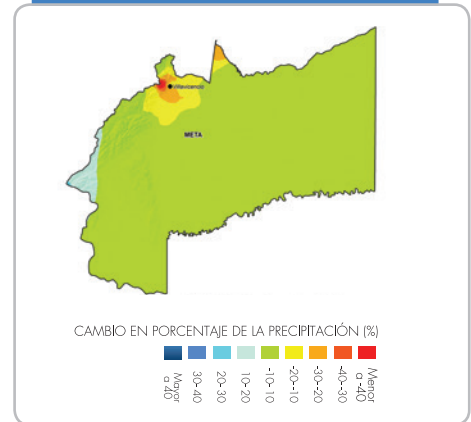 Villavicencio
META
CAMBIO EN PORCENTAJE DE LA PRECIPITACIÓN (%)
Mayor a 40
30-40
20-30
10-20
-10-10
-20--10
-30--20
-40--30
Menor a -40